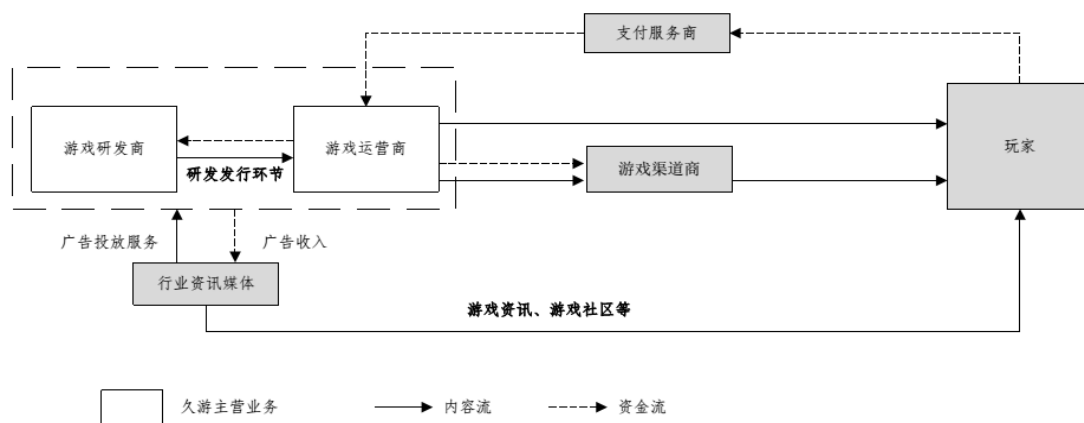 支付服务商
游戏研发商
游戏运营商
玩家
研发发行环节
游戏渠道商
广告投放服务
广告收入
行业资讯媒体
游戏资讯、游戏社区等
久游主营业务
内容流
资金流